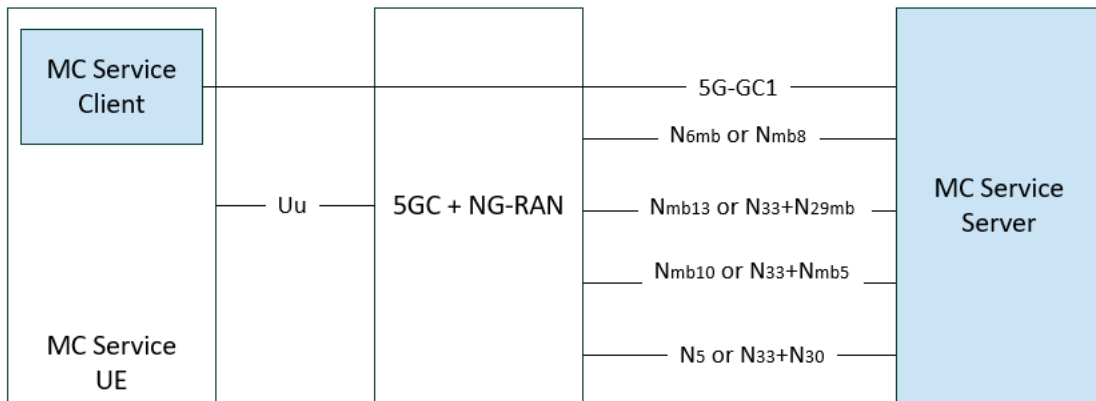 MC Service
Client
5G-GC1
N6mb or Nmb8
Uu
5GC + NG-RAN
Nmb13 or N33+N29mb
MC Service
Server
Nmb10 or N33+Nmb5
MC Service
UE
N5 or N33+N30